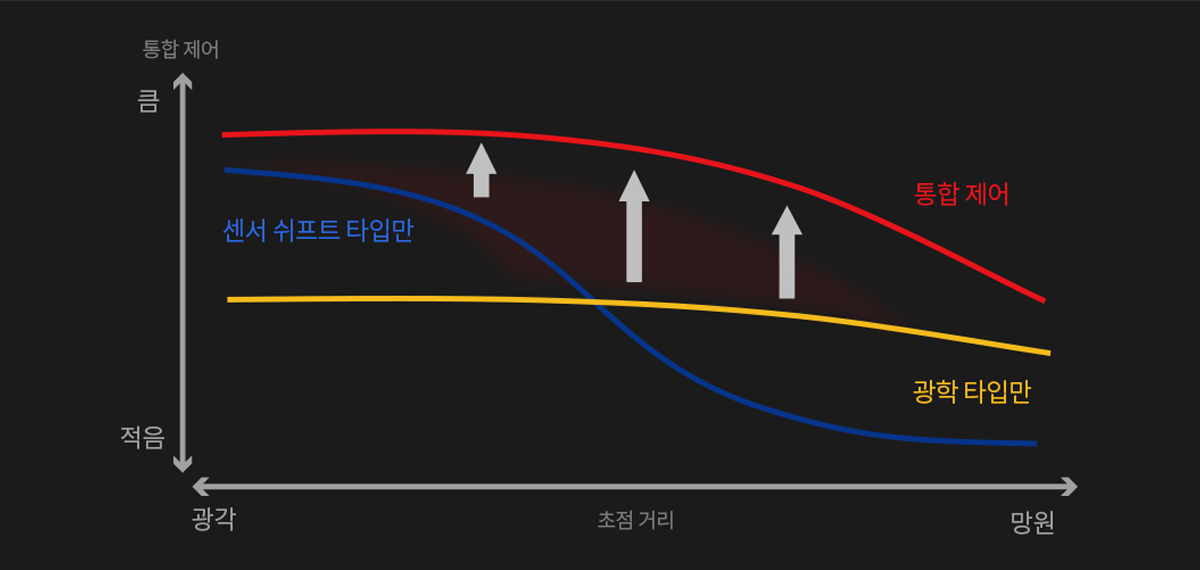 통합 제어
큼
통합 제어
센서 쉬프트 타입만
광학 타입만
적음
광각
초점 거리
망원